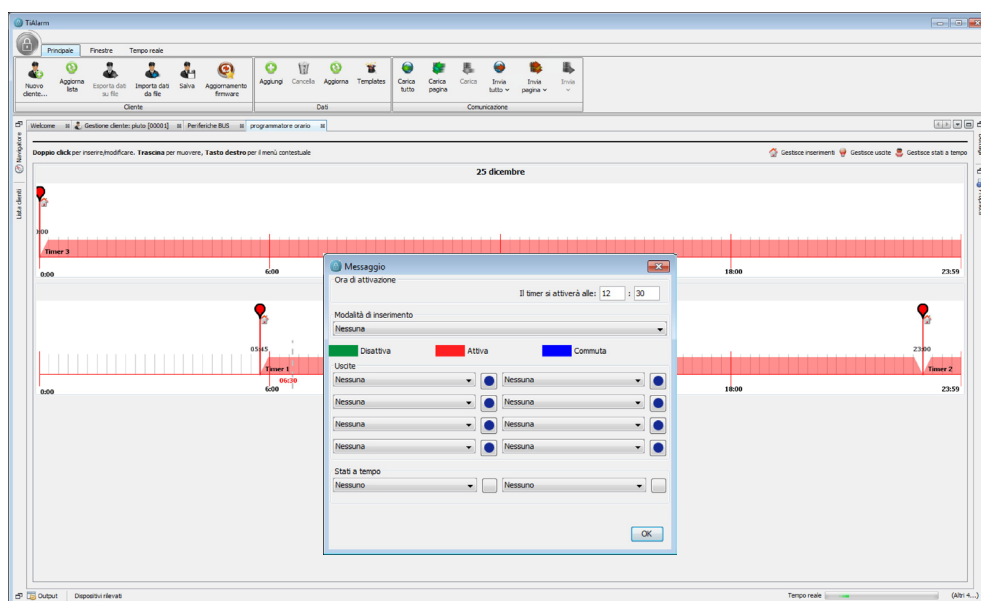 TiAlarm
Principale Finestre Tempo reale
Nuovo cliente... Aggiorna lista Esporta dati su file Importa dati da file Salva Aggiornamento firmware Aggiungi Cancella Aggiorna Templates Carica tutto Carica pagina Carica Invia tutto Invia pagina Invia
Cliente Dati Comunicazione
Welcome Gestione cliente: pluto [00001] Periferiche BUS programmatore orario
Navigatore
Lista clienti
Doppio click per inserire/modificare. Trascina per muovere, Tasto destro per il menù contestuale
Gestisce inserimenti Gestisce uscite Gestisce stati a tempo
25 dicembre
Timer 3
0:00 6:00 18:00 23:59
05:45 23:00
Timer 1 Timer 2
06:30
0:00 6:00 18:00 23:59
Messaggio
Ora di attivazione
Il timer si attiverà alle: 12 : 30
Modalità di inserimento
Nessuna
Disattiva Attiva Commuta
Uscite
Nessuna Nessuna
Nessuna Nessuna
Nessuna Nessuna
Nessuna Nessuna
Stati a tempo
Nessuno Nessuno
OK
Output Dispositivi rilevati Tempo reale (Altri 4...)